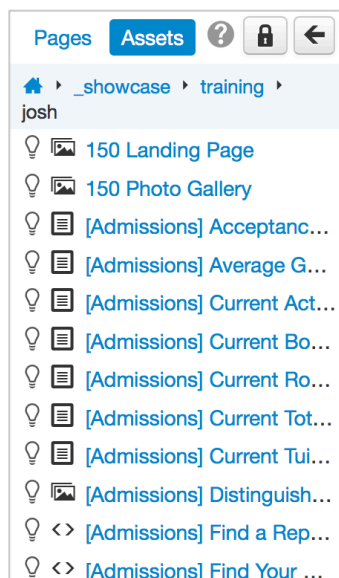 Pages Assets ?
_showcase training
josh
150 Landing Page
150 Photo Gallery
[Admissions] Acceptanc...
[Admissions] Average G...
[Admissions] Current Act...
[Admissions] Current Bo...
[Admissions] Current Ro...
[Admissions] Current Tot...
[Admissions] Current Tui...
[Admissions] Distinguish...
[Admissions] Find a Rep...
[Admissions] Find Your ...